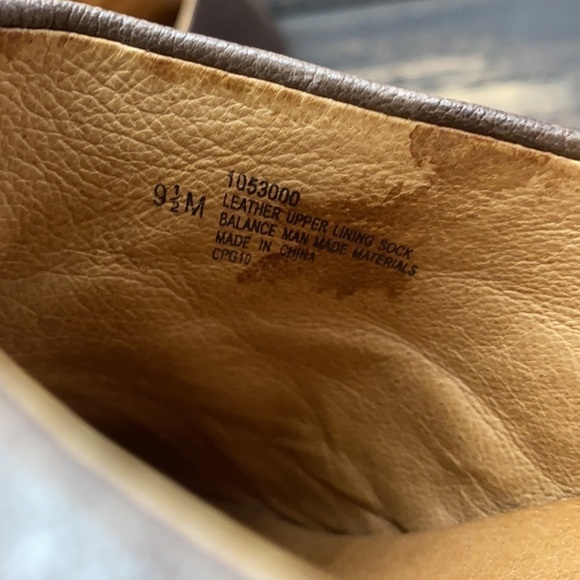 9½M
1053000
LEATHER UPPER LINING SOCK
BALANCE MAN MADE MATERIALS
MADE IN CHINA
CPG10